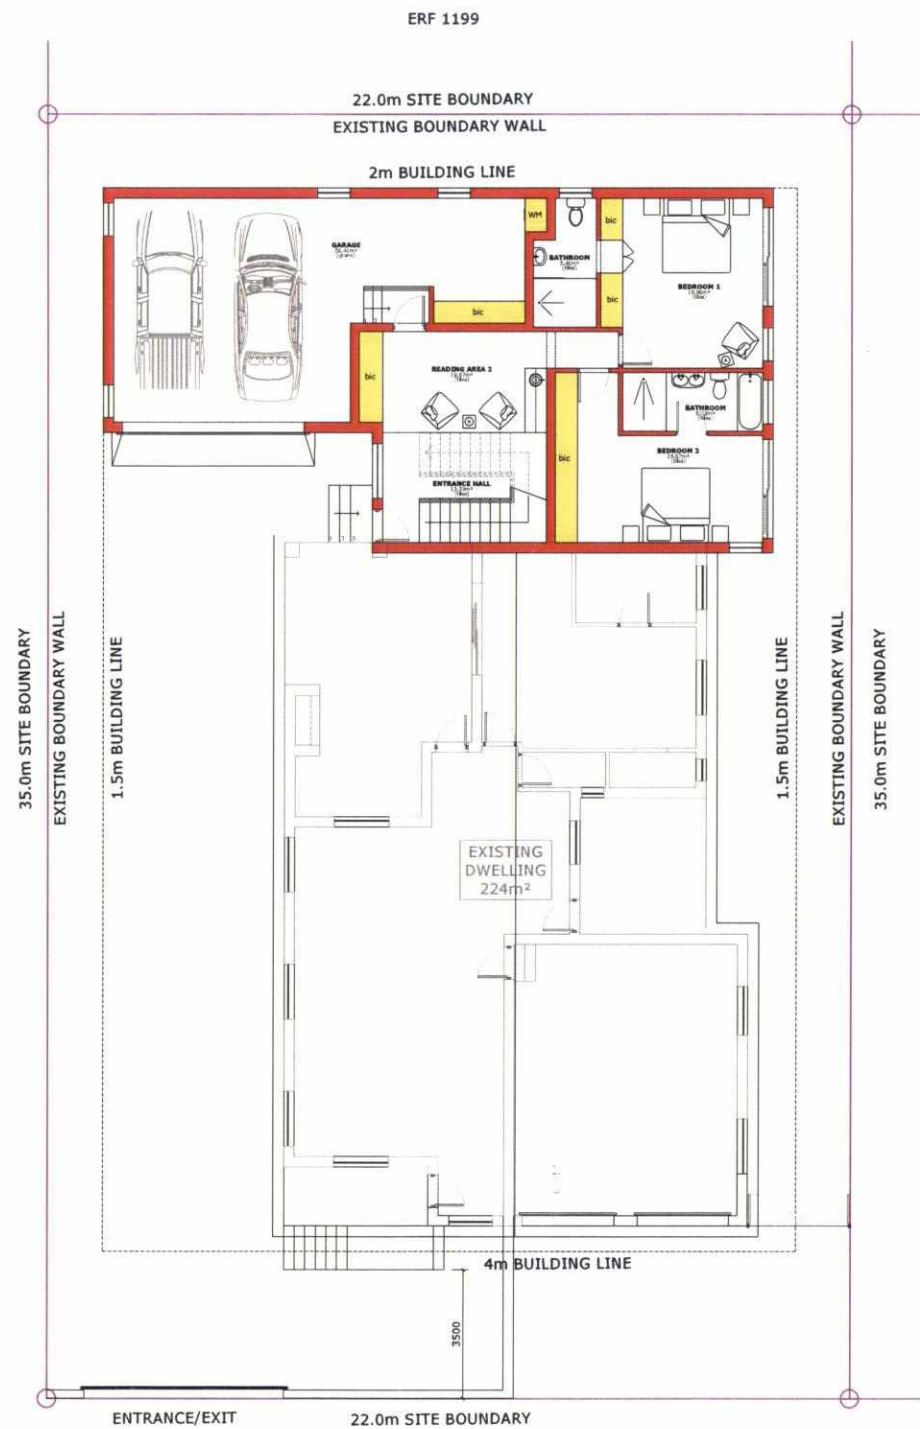 ERF 1199
22.0m SITE BOUNDARY
EXISTING BOUNDARY WALL
2m BUILDING LINE
WM
bic
GARAGE
BATHROOM
BEDROOM 1
bic
bic
bic
READING AREA 2
BATHROOM
bic
BEDROOM 2
ENTRANCE HALL
35.0m SITE BOUNDARY
EXISTING BOUNDARY WALL
1.5m BUILDING LINE
1.5m BUILDING LINE
EXISTING BOUNDARY WALL
35.0m SITE BOUNDARY
EXISTING
DWELLING
224m²
4m BUILDING LINE
3500
ENTRANCE/EXIT
22.0m SITE BOUNDARY